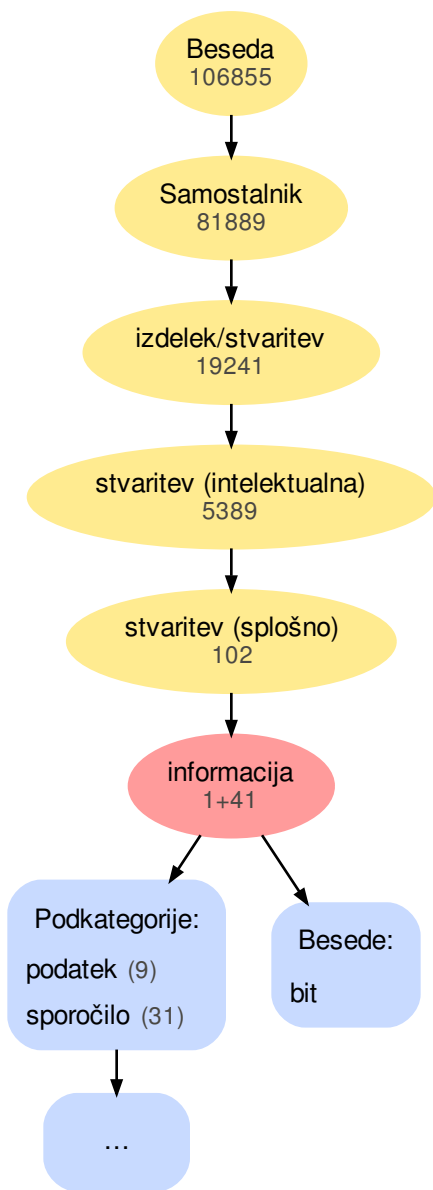 Beseda
106855
Samostalnik
81889
izdelek/stvaritev
19241
stvaritev (intelektualna)
5389
stvaritev (splošno)
102
informacija
1+41
Podkategorije:
podatek (9)
sporočilo (31)
Besede:
bit
...